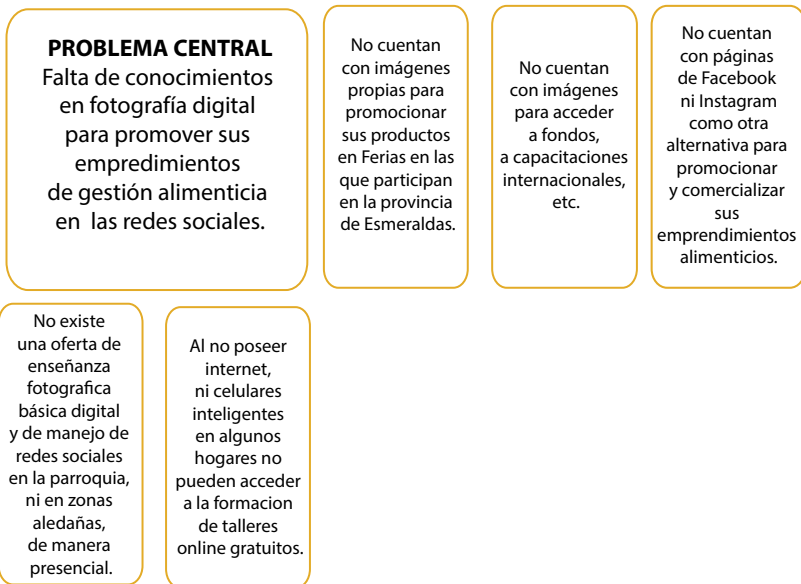 PROBLEMA CENTRAL
Falta de conocimientos
en fotografía digital
para promover sus
empredimientos
de gestión alimenticia
en las redes sociales.
No cuentan
con imágenes
propias para
promocionar
sus productos
en Ferias en las
que participan
en la provincia
de Esmeraldas.
No cuentan
con imágenes
para acceder
a fondos,
a capacitaciones
internacionales,
etc.
No cuentan
con páginas
de Facebook
ni Instagram
como otra
alternativa para
promocionar
y comercializar
sus
emprendimientos
alimenticios.
No existe
una oferta de
enseñanza
fotografica
básica digital
y de manejo de
redes sociales
en la parroquia,
ni en zonas
aledañas,
de manera
presencial.
Al no poseer
internet,
ni celulares
inteligentes
en algunos
hogares no
pueden acceder
a la formacion
de talleres
online gratuitos.